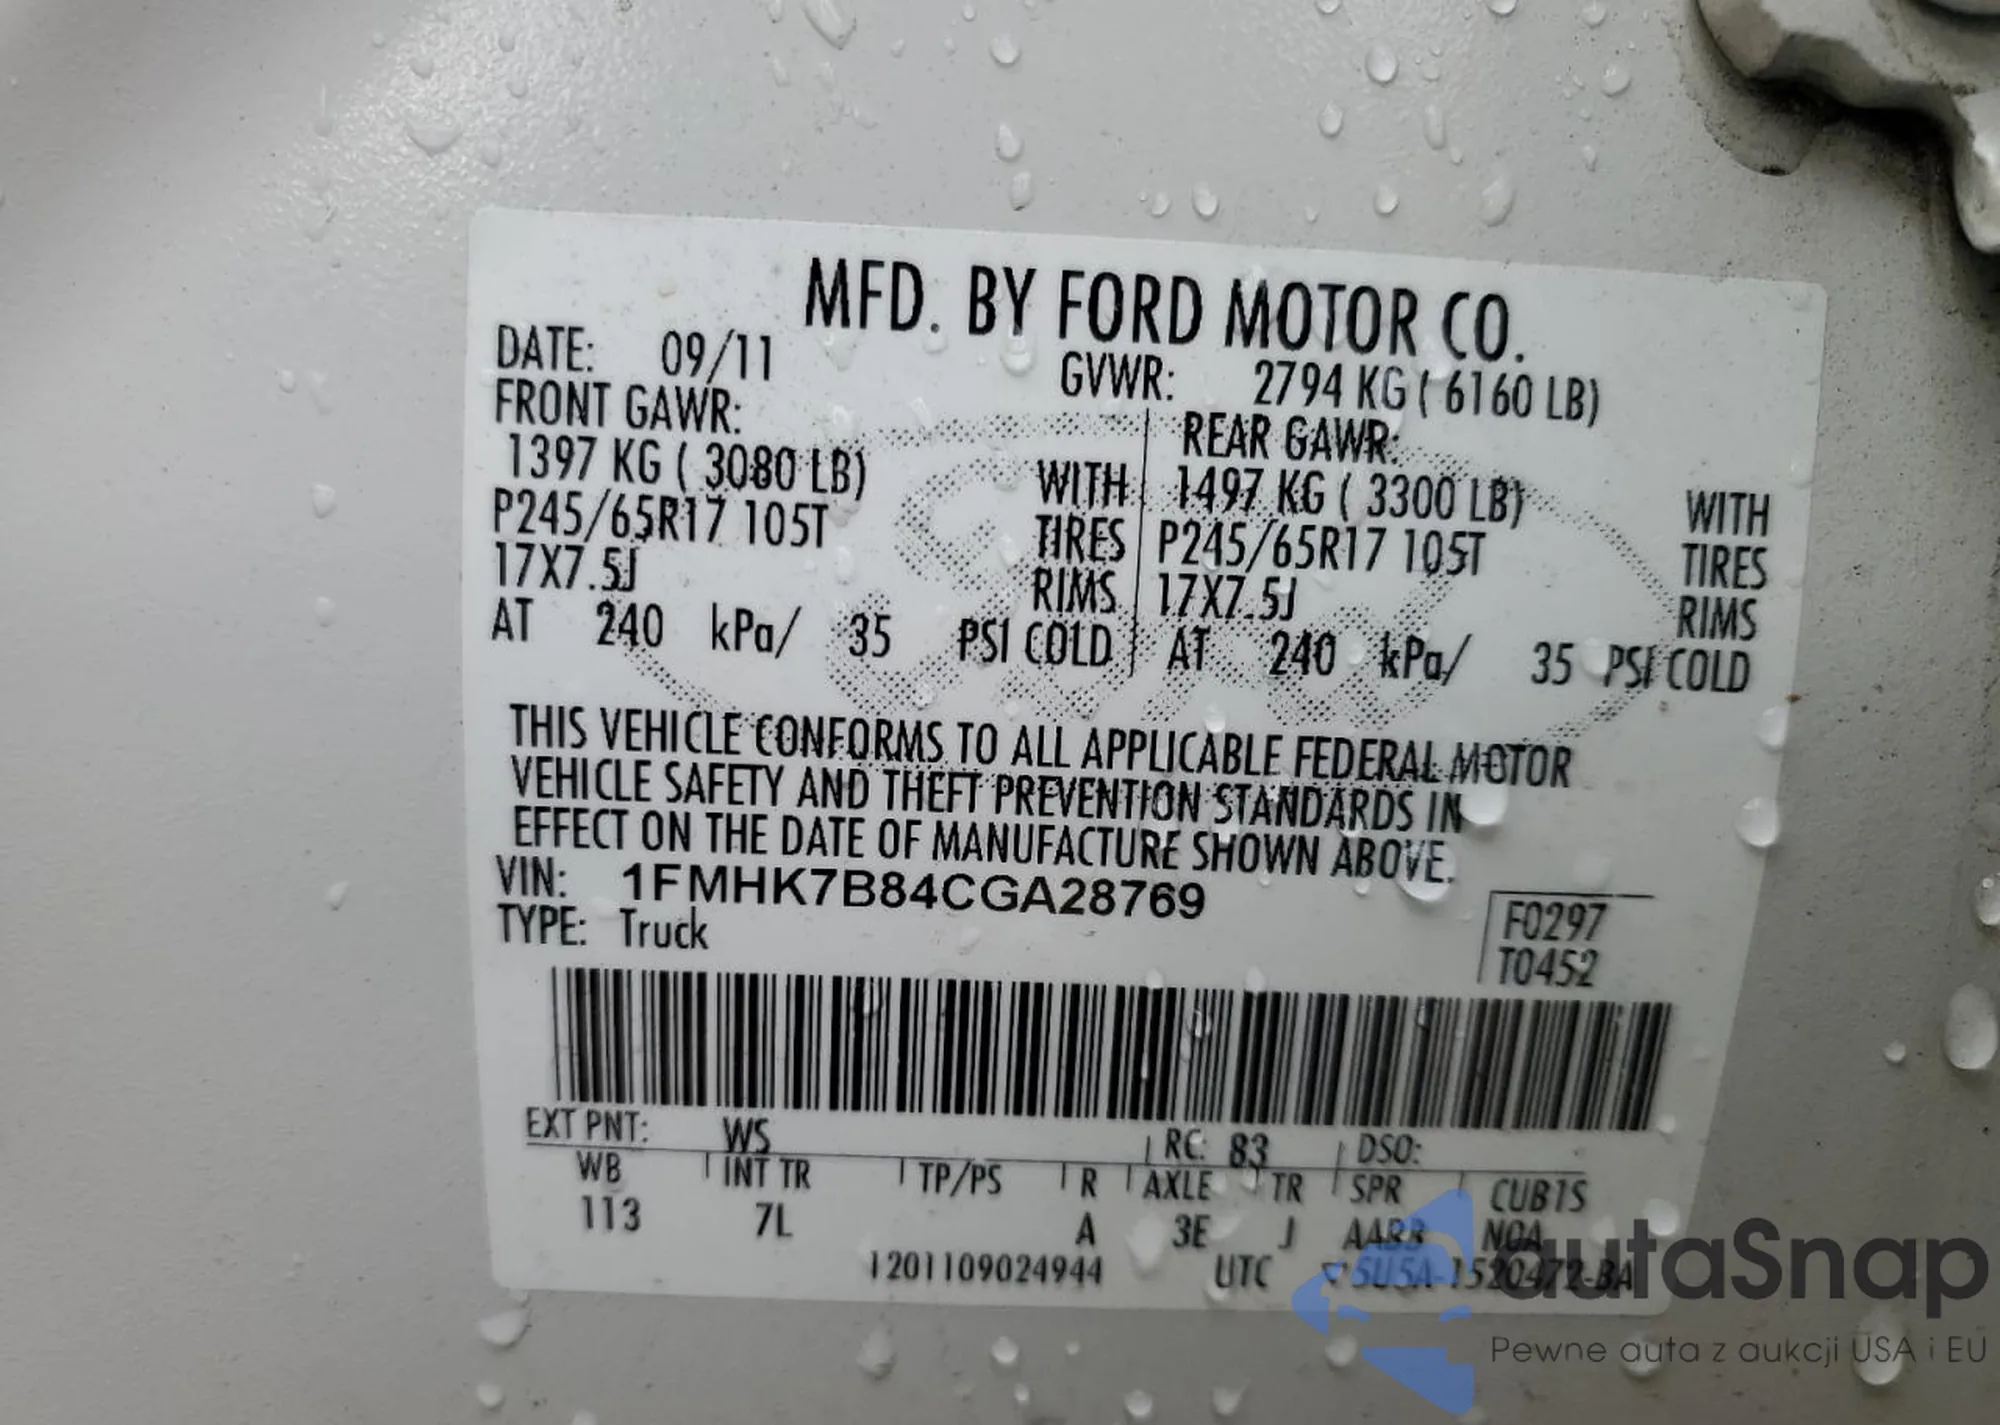 MFD. BY FORD MOTOR CO.
DATE: 09/11 GVWR: 2794 KG ( 6160 LB)
FRONT GAWR: REAR GAWR:
1397 KG ( 3080 LB) WITH 1497 KG ( 3300 LB) WITH
P245/65R17 105T TIRES P245/65R17 105T TIRES
17X7.5J RIMS 17X7.5J RIMS
AT 240 kPa/ 35 PSI COLD AT 240 kPa/ 35 PSI COLD
THIS VEHICLE CONFORMS TO ALL APPLICABLE FEDERAL MOTOR
VEHICLE SAFETY AND THEFT PREVENTION STANDARDS IN
EFFECT ON THE DATE OF MANUFACTURE SHOWN ABOVE.
VIN: 1FMHK7B84CGA28769
TYPE: Truck
F0297
T0452
EXT PNT: WS RC: 83 DSO:
WB INT TR TP/PS R AXLE TR SPR CUB1S
113 7L A 3E J AABB NOA
1201109024944 UTC 5U5A-1520472-BA
autaSnap
Pewne auta z aukcji USA i EU